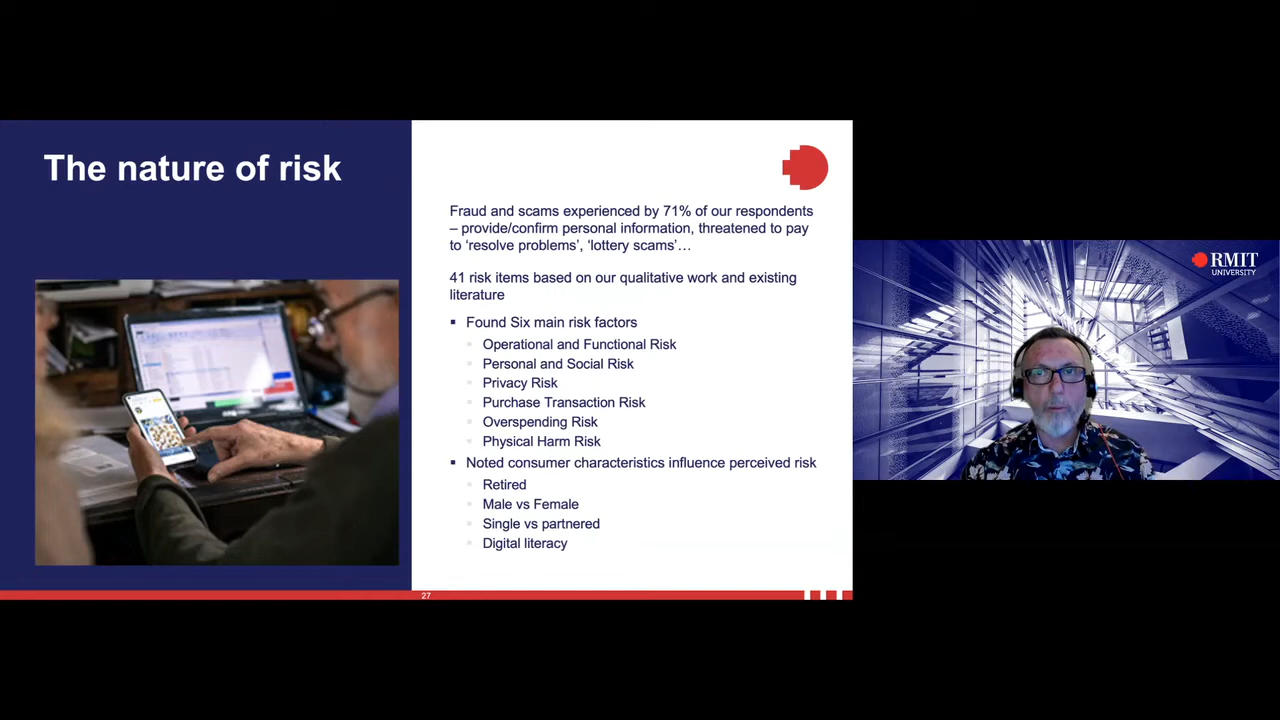 The nature of risk
Fraud and scams experienced by 71% of our respondents
– provide/confirm personal information, threatened to pay
to ‘resolve problems’, ‘lottery scams’…
41 risk items based on our qualitative work and existing
literature
▪ Found Six main risk factors
▪ Operational and Functional Risk
▪ Personal and Social Risk
▪ Privacy Risk
▪ Purchase Transaction Risk
▪ Overspending Risk
▪ Physical Harm Risk
▪ Noted consumer characteristics influence perceived risk
▪ Retired
▪ Male vs Female
▪ Single vs partnered
▪ Digital literacy
27
RMIT
UNIVERSITY